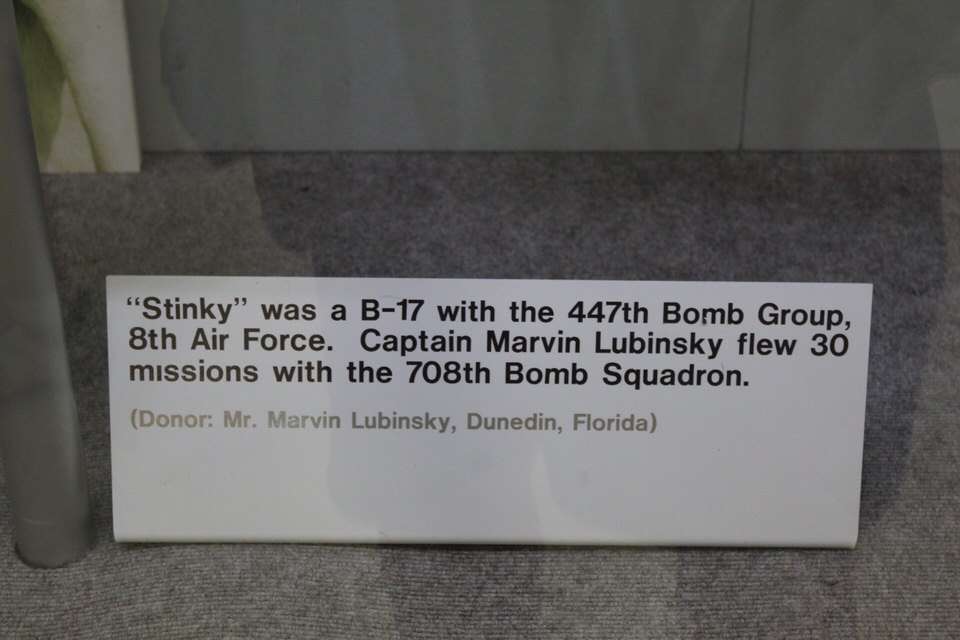 “Stinky” was a B-17 with the 447th Bomb Group,
8th Air Force. Captain Marvin Lubinsky flew 30
missions with the 708th Bomb Squadron.
(Donor: Mr. Marvin Lubinsky, Dunedin, Florida)